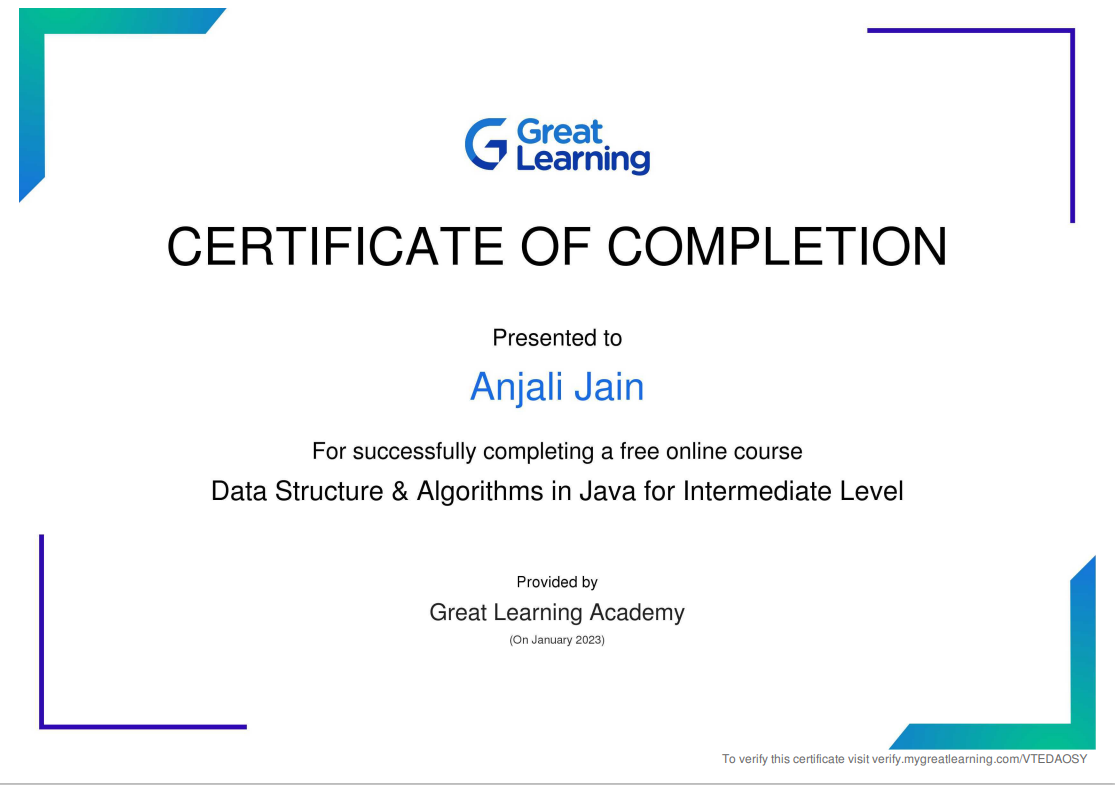 Great
Learning
CERTIFICATE OF COMPLETION
Presented to
Anjali Jain
For successfully completing a free online course
Data Structure & Algorithms in Java for Intermediate Level
Provided by
Great Learning Academy
(On January 2023)
To verify this certificate visit verify.mygreatlearning.com/VTEDAOSY